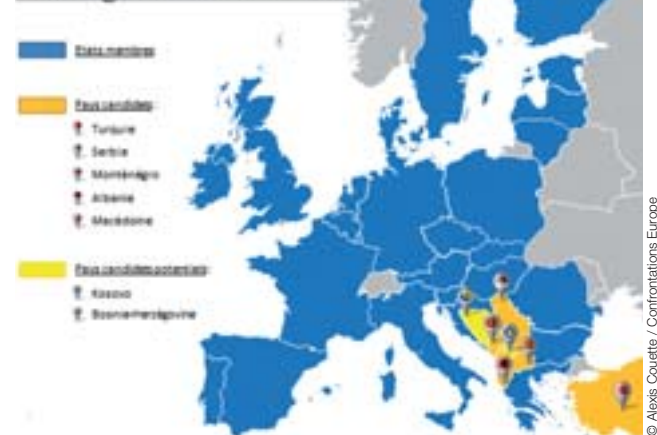 Etats membres
Pays candidats :
Turquie
Serbie
Monténégro
Albanie
Macédoine
Pays candidats potentiels :
Kosovo
Bosnie-Herzégovine
© Alexis Couette / Confrontations Europe